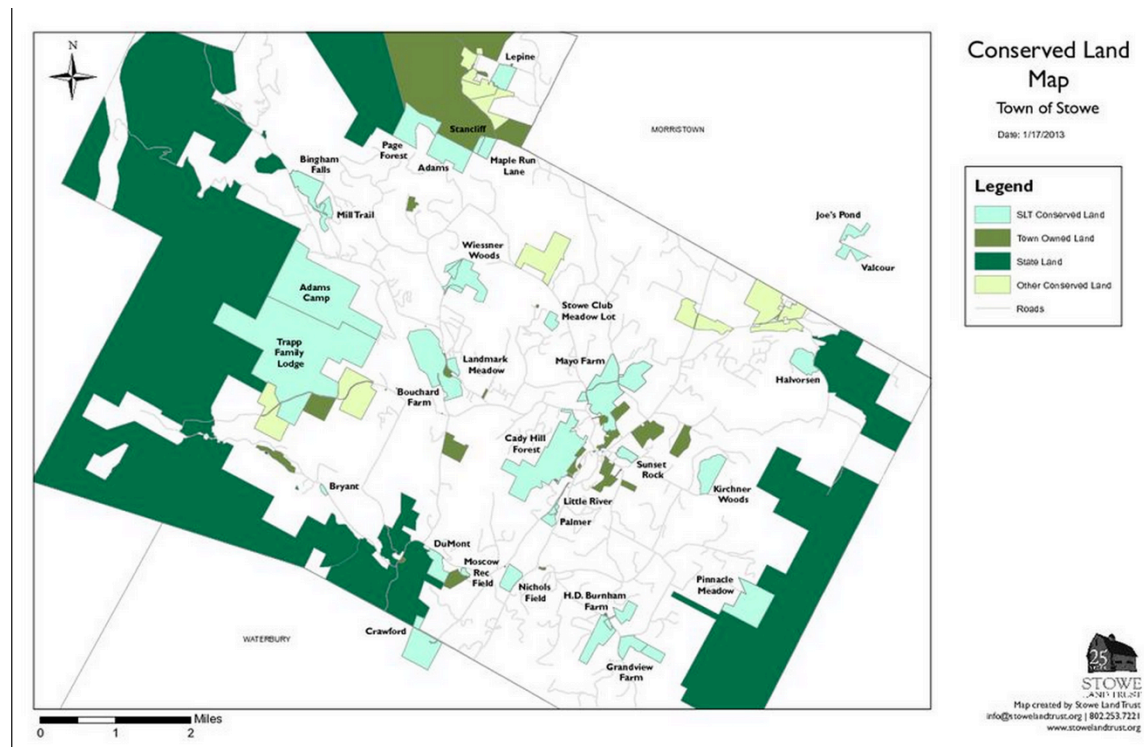 Conserved Land
Map
Town of Stowe
Date: 1/17/2013
Legend
SLT Conserved Land
Town Owned Land
State Land
Other Conserved Land
Roads
N
Lepine
Stancliff
MORRISTOWN
Page
Forest
Adams
Maple Run
Lane
Bingham
Falls
Mill Trail
Joe's Pond
Valcour
Wiessner
Woods
Adams
Camp
Stowe Club
Meadow Lot
Trapp
Family
Lodge
Landmark
Meadow
Mayo Farm
Halvorsen
Bouchard
Farm
Cady Hill
Forest
Sunset
Rock
Kirchner
Woods
Bryant
Little River
Palmer
DuMont
Moscow
Rec
Field
Nichols
Field
H.D. Burnham
Farm
Pinnacle
Meadow
Crawford
WATERBURY
Grandview
Farm
Miles
0 1 2
25
STOWE
LAND TRUST
Map created by Stowe Land Trust
info@stowelandtrust.org | 802.253.7221
www.stowelandtrust.org